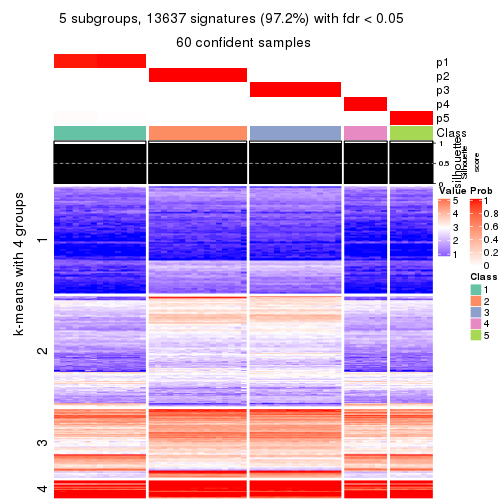 5 subgroups, 13637 signatures (97.2%) with fdr < 0.05
60 confident samples
p1
p2
p3
p4
p5
Class
1
0.5
0
silhouette
Silhouette
score
k-means with 4 groups
1
2
3
4
Value
5
4
3
2
1
Prob
1
0.8
0.6
0.4
0.2
0
Class
1
2
3
4
5